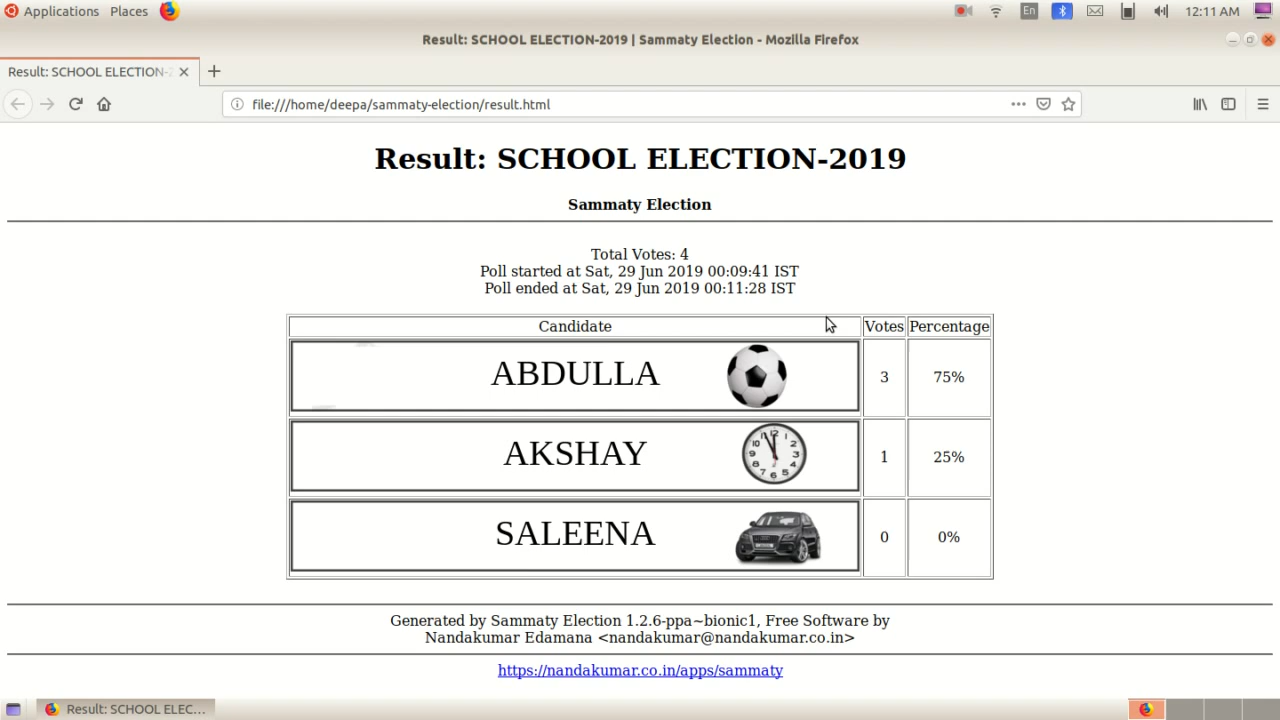 Applications Places En 12:11 AM
Result: SCHOOL ELECTION-2019 | Sammaty Election - Mozilla Firefox
Result: SCHOOL ELECTION-
file:///home/deepa/sammaty-election/result.html
Result: SCHOOL ELECTION-2019
Sammaty Election
Total Votes: 4
Poll started at Sat, 29 Jun 2019 00:09:41 IST
Poll ended at Sat, 29 Jun 2019 00:11:28 IST
Candidate Votes Percentage
ABDULLA 3 75%
AKSHAY 1 25%
SALEENA 0 0%
Generated by Sammaty Election 1.2.6-ppa~bionic1, Free Software by
Nandakumar Edamana <nandakumar@nandakumar.co.in>
https://nandakumar.co.in/apps/sammaty
Result: SCHOOL ELEC...